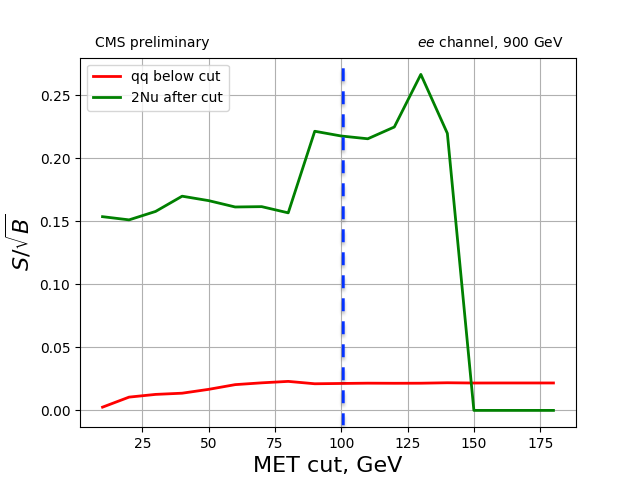 CMS preliminary
ee channel, 900 GeV
qq below cut
2Nu after cut
S/√B
0.25
0.20
0.15
0.10
0.05
0.00
25 50 75 100 125 150 175
MET cut, GeV